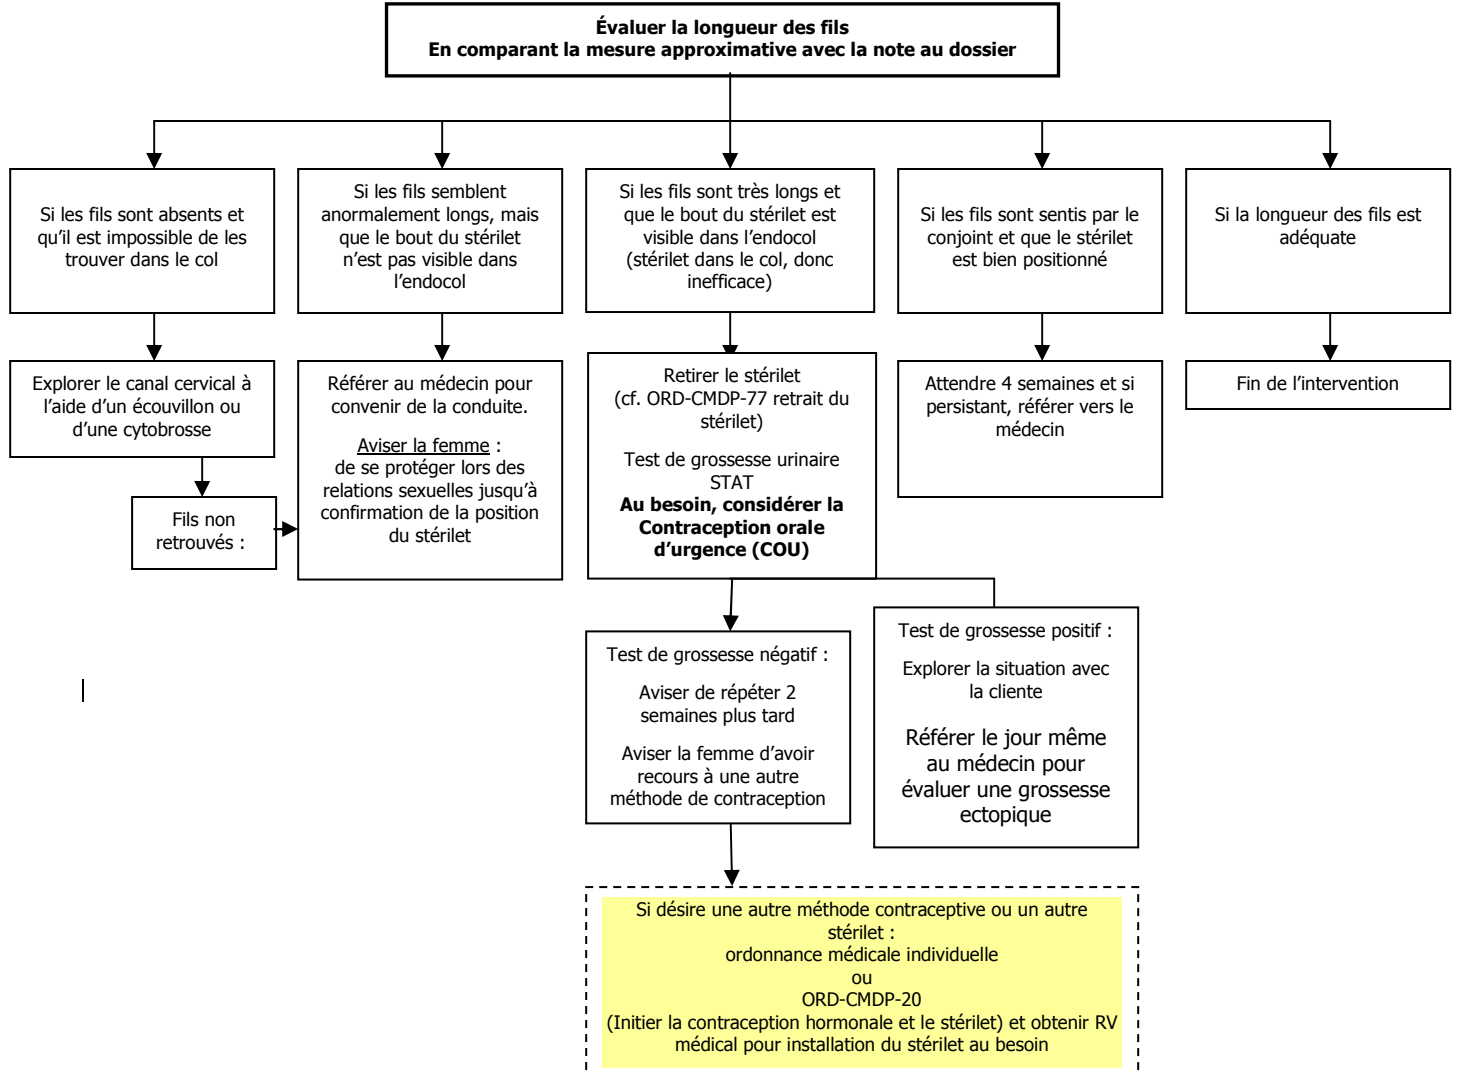 Évaluer la longueur des fils
En comparant la mesure approximative avec la note au dossier
Si les fils sont absents et
qu'il est impossible de les
trouver dans le col
Si les fils semblent
anormalement longs, mais
que le bout du stérilet
n'est pas visible dans
l'endocol
Si les fils sont très longs et
que le bout du stérilet est
visible dans l'endocol
(stérilet dans le col, donc
inefficace)
Si les fils sont sentis par le
conjoint et que le stérilet
est bien positionné
Si la longueur des fils est
adéquate
Explorer le canal cervical à
l'aide d'un écouvillon ou
d'une cytobrosse
Fils non
retrouvés :
Référer au médecin pour
convenir de la conduite.
Aviser la femme :
de se protéger lors des
relations sexuelles jusqu'à
confirmation de la position
du stérilet
Retirer le stérilet
(cf. ORD-CMDP-77 retrait du
stérilet)
Test de grossesse urinaire
STAT
Au besoin, considérer la
Contraception orale
d'urgence (COU)
Attendre 4 semaines et si
persistant, référer vers le
médecin
Fin de l'intervention
Test de grossesse négatif :
Aviser de répéter 2
semaines plus tard
Aviser la femme d'avoir
recours à une autre
méthode de contraception
Test de grossesse positif :
Explorer la situation avec
la cliente
Référer le jour même
au médecin pour
évaluer une grossesse
ectopique
Si désire une autre méthode contraceptive ou un autre
stérilet :
ordonnance médicale individuelle
ou
ORD-CMDP-20
(Initier la contraception hormonale et le stérilet) et obtenir RV
médical pour installation du stérilet au besoin